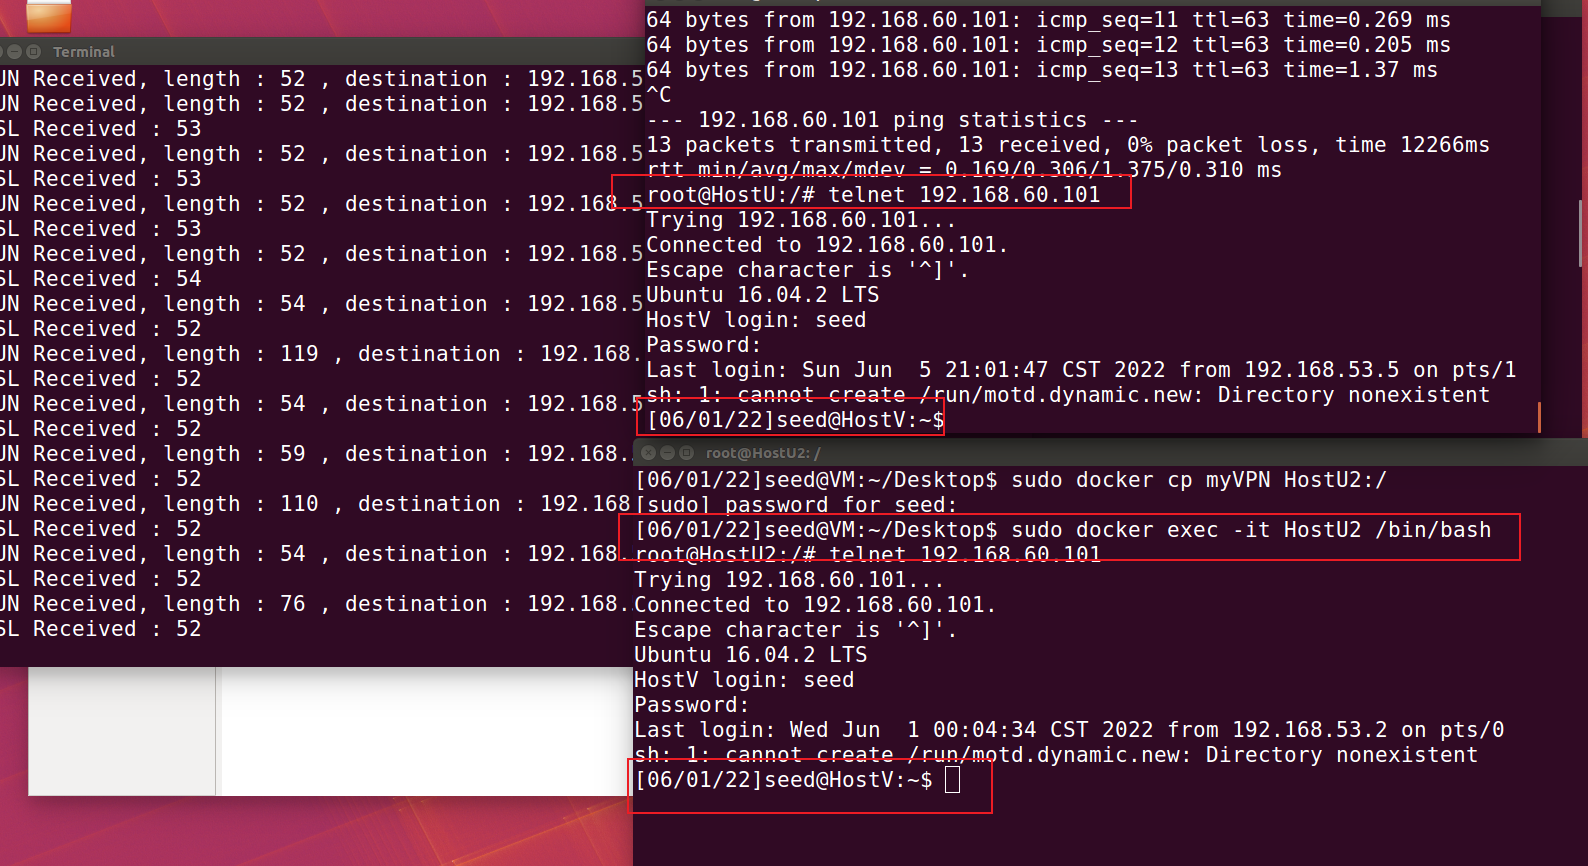 Terminal
UN Received, length : 52 , destination : 192.168.5
UN Received, length : 52 , destination : 192.168.5
SL Received : 53
UN Received, length : 52 , destination : 192.168.5
SL Received : 53
UN Received, length : 52 , destination : 192.168.5
SL Received : 53
UN Received, length : 52 , destination : 192.168.5
SL Received : 54
UN Received, length : 54 , destination : 192.168.5
SL Received : 52
UN Received, length : 119 , destination : 192.168.
SL Received : 52
UN Received, length : 54 , destination : 192.168.5
SL Received : 52
UN Received, length : 59 , destination : 192.168.
SL Received : 52
UN Received, length : 110 , destination : 192.168
SL Received : 52
UN Received, length : 54 , destination : 192.168.
SL Received : 52
UN Received, length : 76 , destination : 192.168.
SL Received : 52
64 bytes from 192.168.60.101: icmp_seq=11 ttl=63 time=0.269 ms
64 bytes from 192.168.60.101: icmp_seq=12 ttl=63 time=0.205 ms
64 bytes from 192.168.60.101: icmp_seq=13 ttl=63 time=1.37 ms
^C
--- 192.168.60.101 ping statistics ---
13 packets transmitted, 13 received, 0% packet loss, time 12266ms
rtt min/avg/max/mdev = 0.169/0.306/1.375/0.310 ms
root@HostU:/# telnet 192.168.60.101
Trying 192.168.60.101...
Connected to 192.168.60.101.
Escape character is '^]'.
Ubuntu 16.04.2 LTS
HostV login: seed
Password:
Last login: Sun Jun  5 21:01:47 CST 2022 from 192.168.53.5 on pts/1
sh: 1: cannot create /run/motd.dynamic.new: Directory nonexistent
[06/01/22]seed@HostV:~$
root@HostU2: /
[06/01/22]seed@VM:~/Desktop$ sudo docker cp myVPN HostU2:/
[sudo] password for seed:
[06/01/22]seed@VM:~/Desktop$ sudo docker exec -it HostU2 /bin/bash
root@HostU2:/# telnet 192.168.60.101
Trying 192.168.60.101...
Connected to 192.168.60.101.
Escape character is '^]'.
Ubuntu 16.04.2 LTS
HostV login: seed
Password:
Last login: Wed Jun  1 00:04:34 CST 2022 from 192.168.53.2 on pts/0
sh: 1: cannot create /run/motd.dynamic.new: Directory nonexistent
[06/01/22]seed@HostV:~$